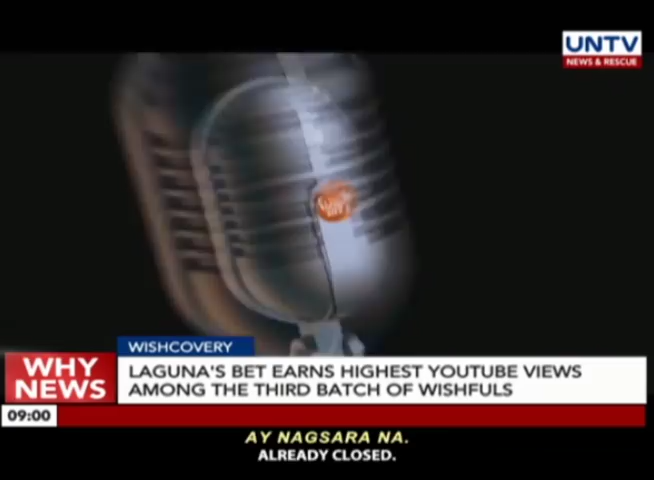 UNTV
NEWS & RESCUE
WISHCOVERY
WHY
NEWS
LAGUNA'S BET EARNS HIGHEST YOUTUBE VIEWS
AMONG THE THIRD BATCH OF WISHFULS
09:00
AY NAGSARA NA.
ALREADY CLOSED.